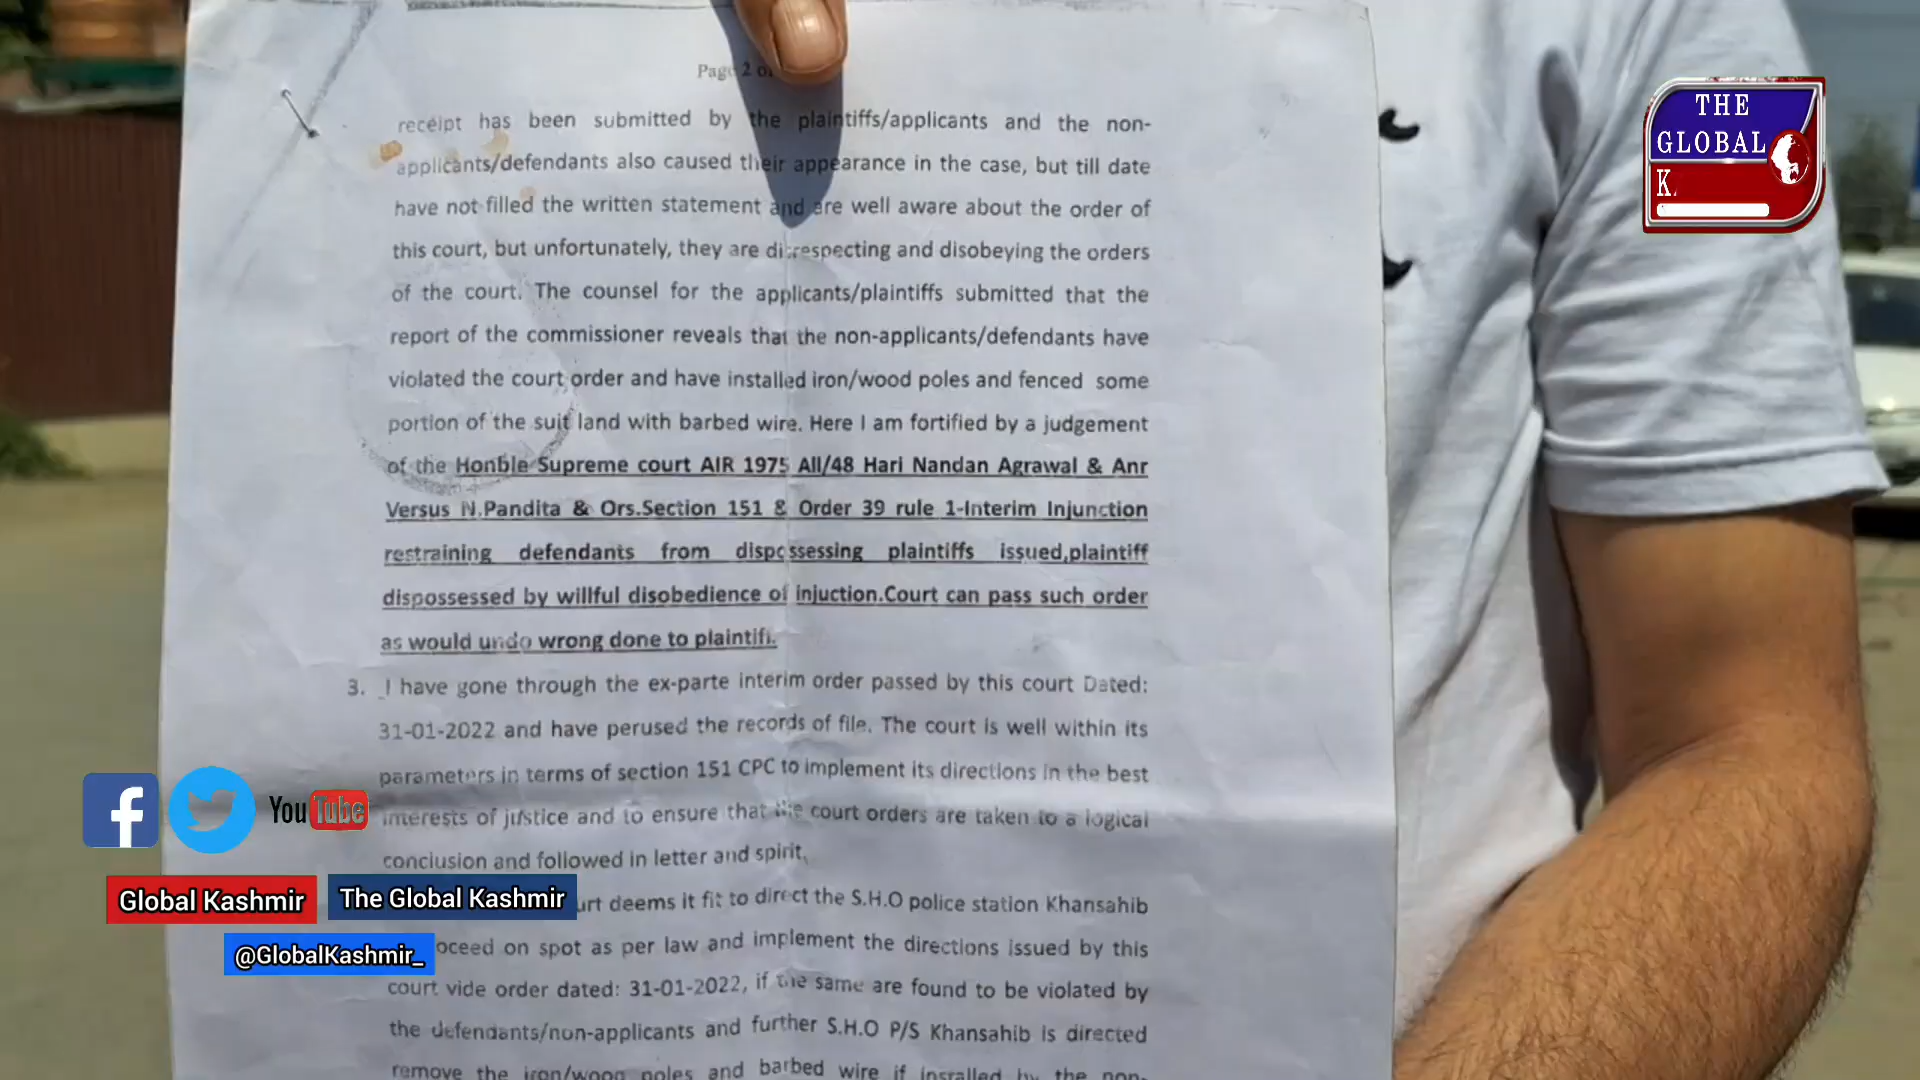 Page 2 o
receipt has been submitted by the plaintiffs/applicants and the non-
applicants/defendants also caused their appearance in the case, but till date
have not filled the written statement and are well aware about the order of
this court, but unfortunately, they are disrespecting and disobeying the orders
of the court. The counsel for the applicants/plaintiffs submitted that the
report of the commissioner reveals that the non-applicants/defendants have
violated the court order and have installed iron/wood poles and fenced some
portion of the suit land with barbed wire. Here I am fortified by a judgement
of the Honble Supreme court AIR 1975 All/48 Hari Nandan Agrawal & Anr
Versus N.Pandita & Ors.Section 151 & Order 39 rule 1-Interim Injunction
restraining defendants from dispossessing plaintiffs issued,plaintiff
dispossessed by willful disobedience of injuction.Court can pass such order
as would undo wrong done to plaintiff.
3. I have gone through the ex-parte interim order passed by this court Dated:
31-01-2022 and have perused the records of file. The court is well within its
parameters in terms of section 151 CPC to implement its directions in the best
interests of justice and to ensure that the court orders are taken to a logical
conclusion and followed in letter and spirit.
urt deems it fit to direct the S.H.O police station Khansahib
oceed on spot as per law and implement the directions issued by this
court vide order dated: 31-01-2022, if the same are found to be violated by
the defendants/non-applicants and further S.H.O P/S Khansahib is directed
remove the iron/wood poles and barbed wire if installed by the non-
THE
GLOBAL
K.
f
You Tube
Global Kashmir
The Global Kashmir
@GlobalKashmir_